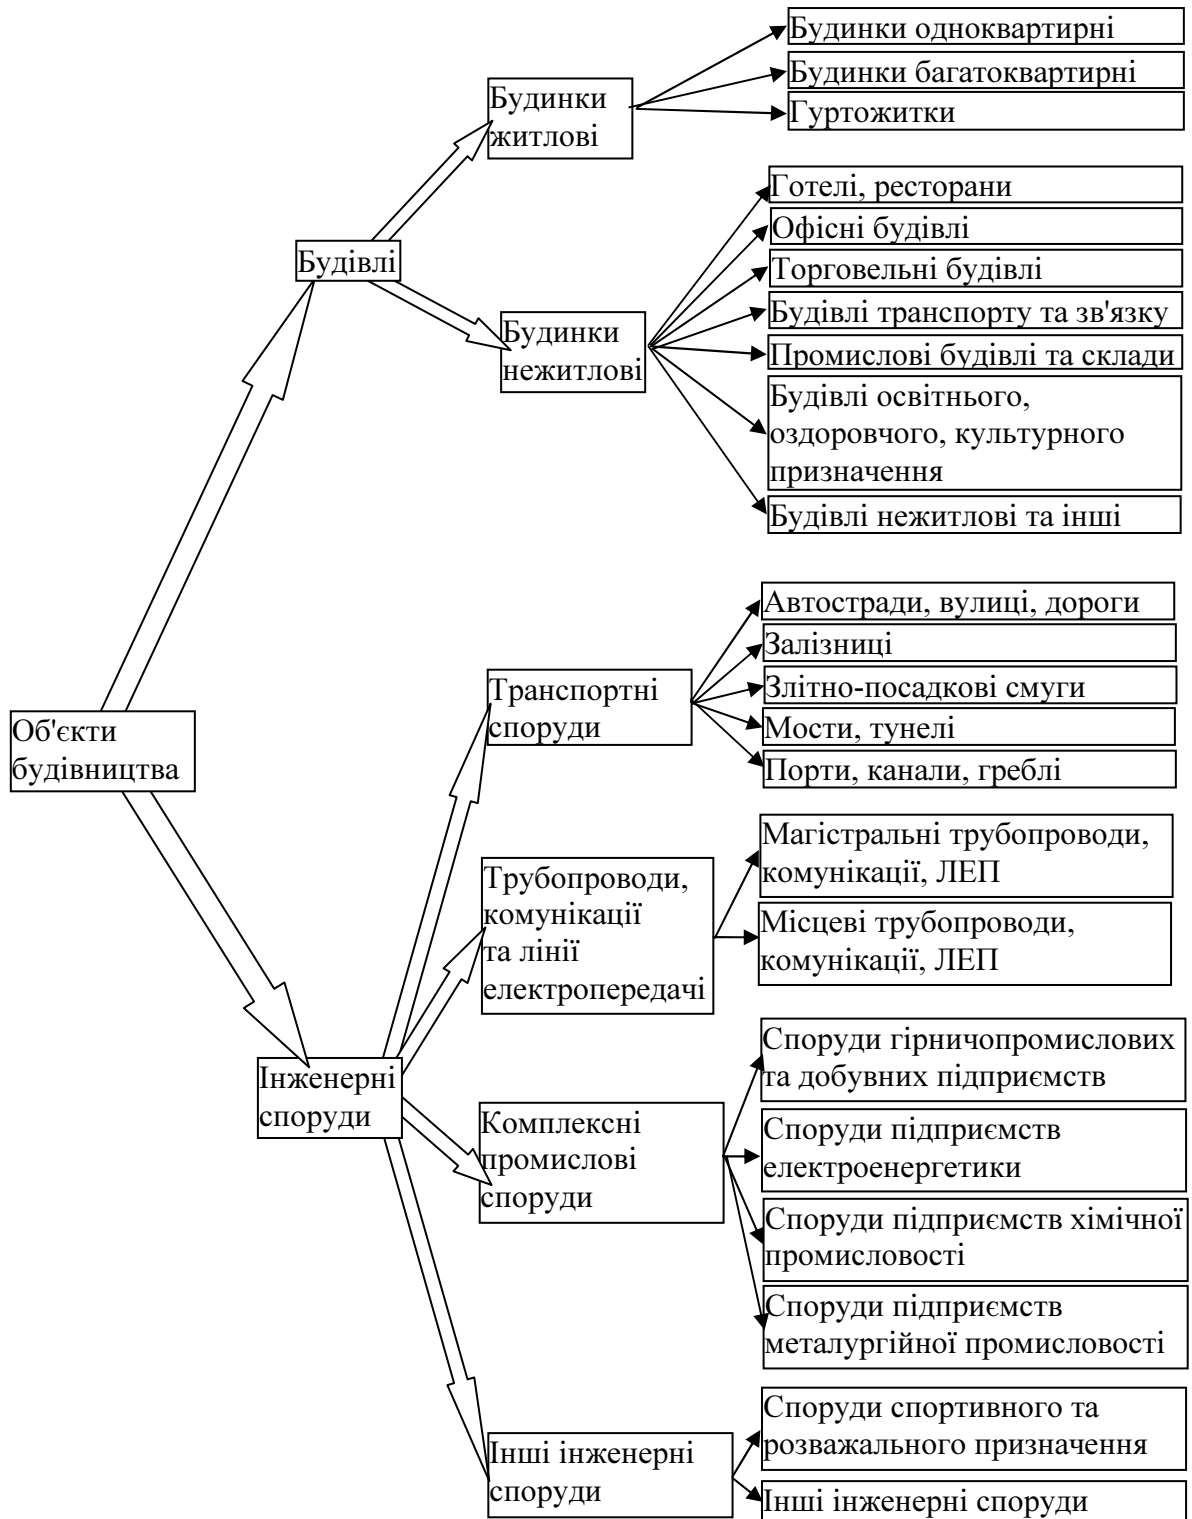 Будинки одноквартирні
Будинки багатоквартирні
Гуртожитки
Будинки
житлові
Готелі, ресторани
Офісні будівлі
Торговельні будівлі
Будівлі транспорту та зв'язку
Промислові будівлі та склади
Будівлі освітнього,
оздоровчого, культурного
призначення
Будівлі нежитлові та інші
Будівлі
Будинки
нежитлові
Автостради, вулиці, дороги
Залізниці
Злітно-посадкові смуги
Мости, тунелі
Порти, канали, греблі
Транспортні
споруди
Об'єкти
будівництва
Магістральні трубопроводи,
комунікації, ЛЕП
Місцеві трубопроводи,
комунікації, ЛЕП
Трубопроводи,
комунікації
та лінії
електропередачі
Інженерні
споруди
Споруди гірничопромислових
та добувних підприємств
Споруди підприємств
електроенергетики
Споруди підприємств хімічної
промисловості
Споруди підприємств
металургійної промисловості
Комплексні
промислові
споруди
Споруди спортивного та
розважального призначення
Інші інженерні споруди
Інші інженерні
споруди